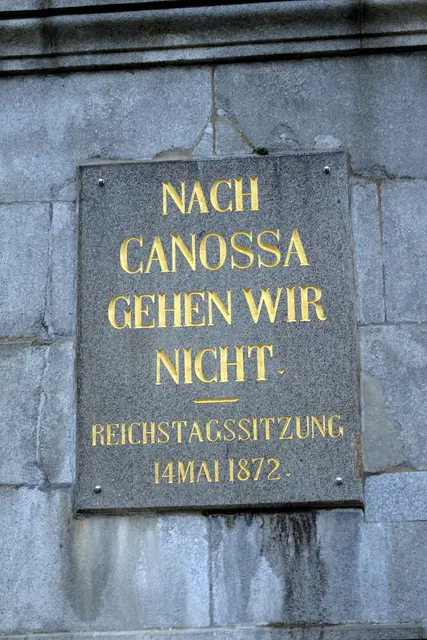 NACH
CANOSSA
GEHEN WIR
NICHT.
REICHSTAGSSITZUNG
14 MAI 1872.